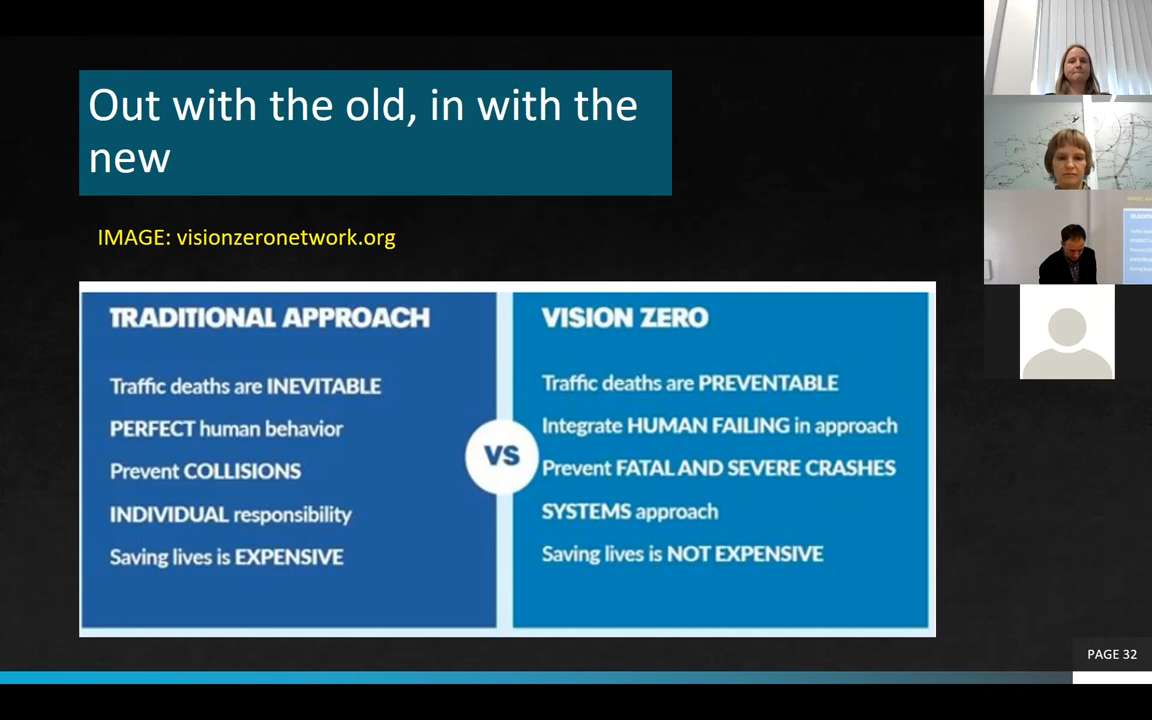 Out with the old, in with the
new
IMAGE: visionzeronetwork.org
TRADITIONAL APPROACH
Traffic deaths are INEVITABLE
PERFECT human behavior
Prevent COLLISIONS
INDIVIDUAL responsibility
Saving lives is EXPENSIVE
VS
VISION ZERO
Traffic deaths are PREVENTABLE
Integrate HUMAN FAILING in approach
Prevent FATAL AND SEVERE CRASHES
SYSTEMS approach
Saving lives is NOT EXPENSIVE
PAGE 32